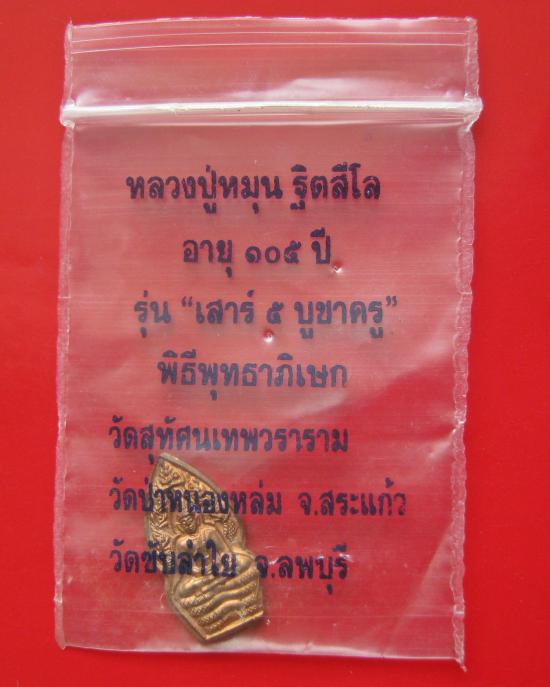 หลวงปู่หมุน ฐิตสีโล
อายุ ๑๐๕ ปี
รุ่น “เสาร์ ๕ บูชาครู”
พิธีพุทธาภิเษก
วัดสุทัศนเทพวราราม
วัดป่าหนองหล่ม จ.สระแก้ว
วัดซับลำใย จ.ลพบุรี